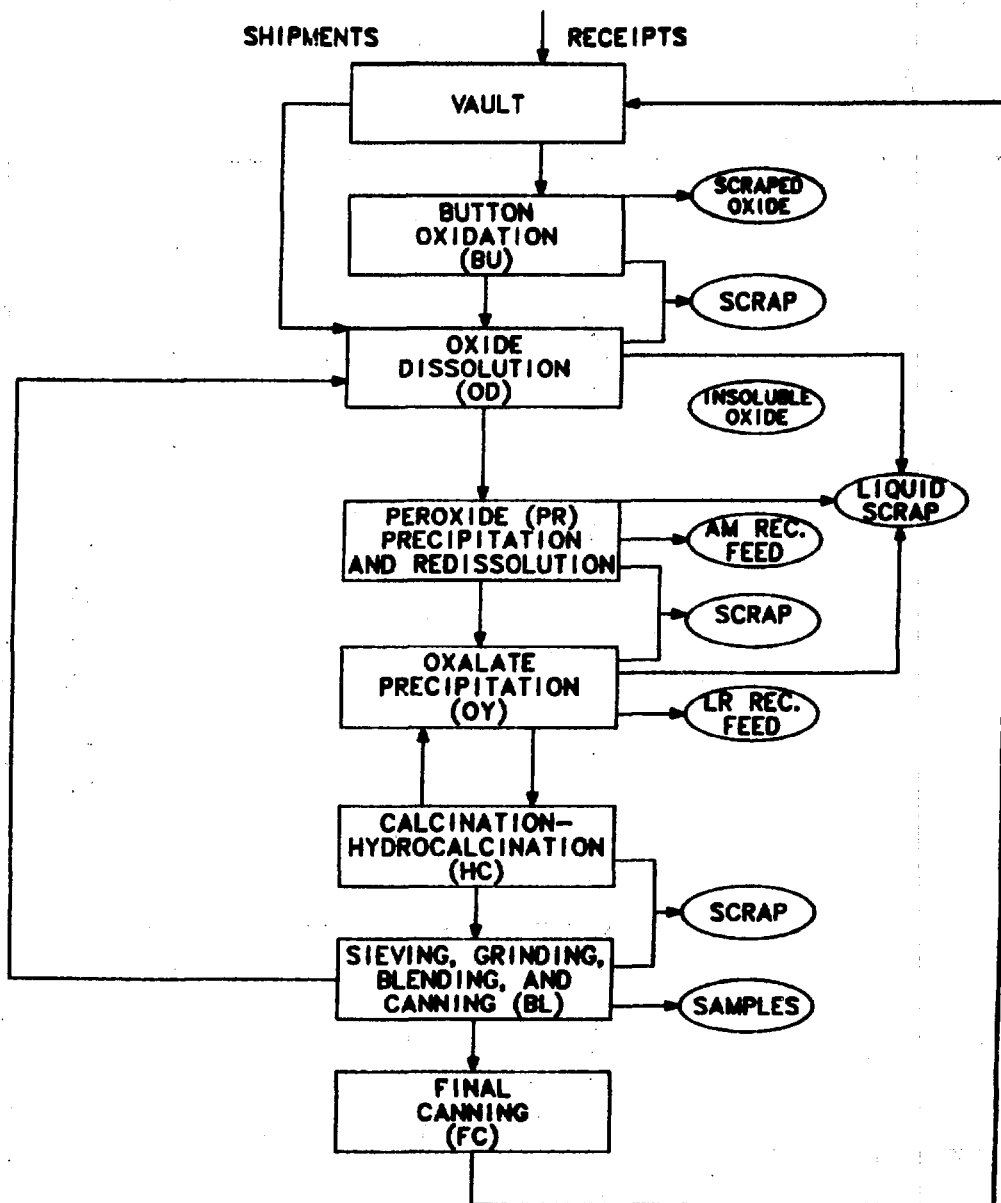 SHIPMENTS
RECEIPTS
VAULT
SCRAPED
OXIDE
BUTTON
OXIDATION
(BU)
SCRAP
OXIDE
DISSOLUTION
(OD)
INSOLUBLE
OXIDE
LIQUID
SCRAP
PEROXIDE (PR)
PRECIPITATION
AND REDISSOLUTION
AM REC.
FEED
SCRAP
OXALATE
PRECIPITATION
(OY)
LR REC.
FEED
CALCINATION-
HYDROCALCINATION
(HC)
SCRAP
SIEVING, GRINDING,
BLENDING, AND
CANNING (BL)
SAMPLES
FINAL
CANNING
(FC)